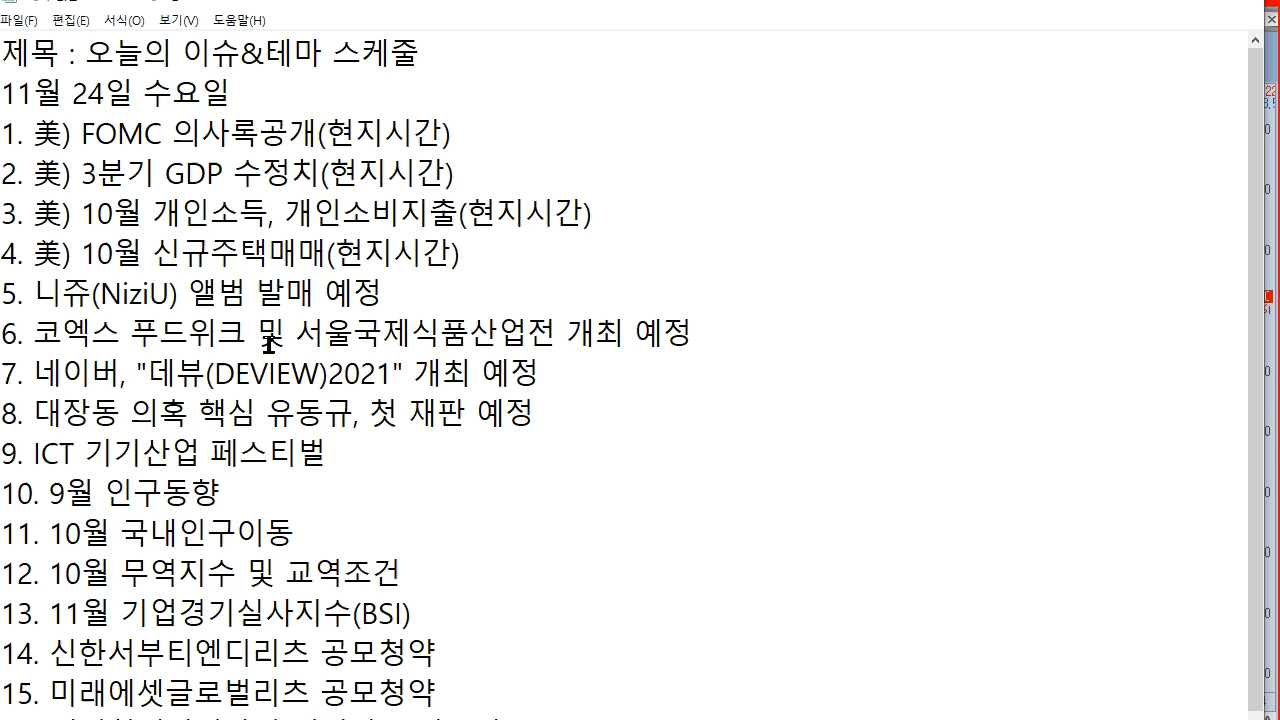 파일(F) 편집(E) 서식(O) 보기(V) 도움말(H)
제목 : 오늘의 이슈&테마 스케줄
11월 24일 수요일
1. 美) FOMC 의사록공개(현지시간)
2. 美) 3분기 GDP 수정치(현지시간)
3. 美) 10월 개인소득, 개인소비지출(현지시간)
4. 美) 10월 신규주택매매(현지시간)
5. 니쥬(NiziU) 앨범 발매 예정
6. 코엑스 푸드위크 및 서울국제식품산업전 개최 예정
7. 네이버, "데뷰(DEVIEW)2021" 개최 예정
8. 대장동 의혹 핵심 유동규, 첫 재판 예정
9. ICT 기기산업 페스티벌
10. 9월 인구동향
11. 10월 국내인구이동
12. 10월 무역지수 및 교역조건
13. 11월 기업경기실사지수(BSI)
14. 신한서부티엔디리츠 공모청약
15. 미래에셋글로벌리츠 공모청약